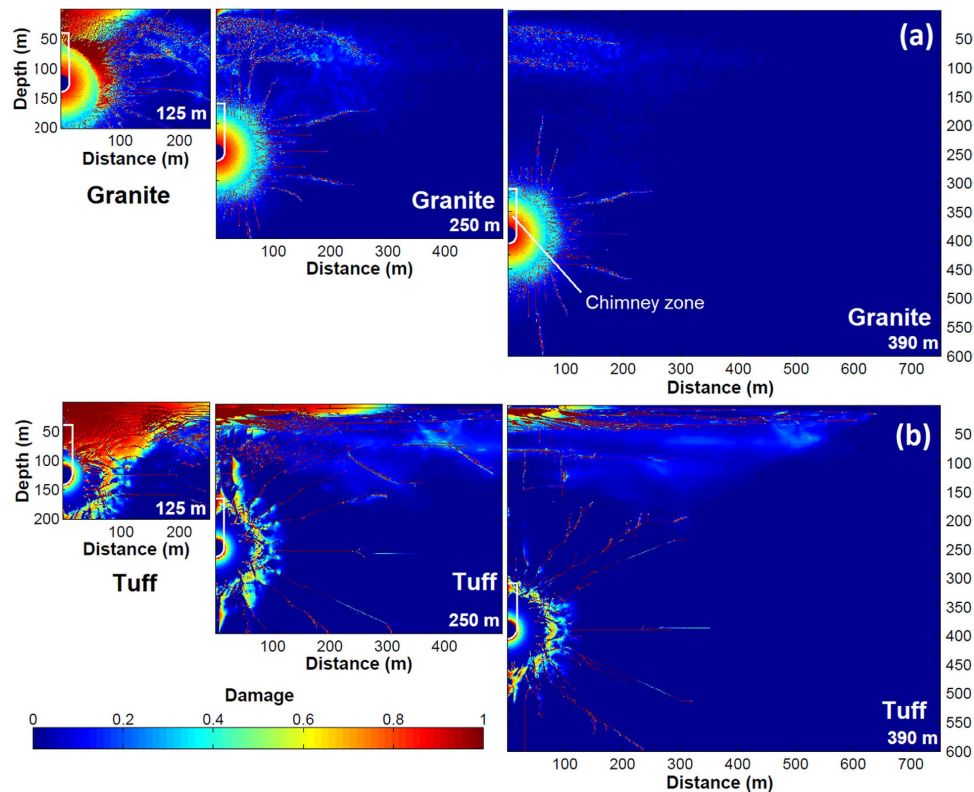 (a)
Depth (m)
50
100
150
200
125 m
100
200
Distance (m)
Granite
Granite
250 m
100
200
300
400
Distance (m)
Chimney zone
Granite
390 m
50
100
150
200
250
300
350
400
450
500
550
600
100
200
300
400
500
600
700
Distance (m)
(b)
Depth (m)
50
100
150
200
125 m
100
200
Distance (m)
Tuff
Tuff
250 m
100
200
300
400
Distance (m)
Tuff
390 m
50
100
150
200
250
300
350
400
450
500
550
600
100
200
300
400
500
600
700
Distance (m)
Damage
0
0.2
0.4
0.6
0.8
1